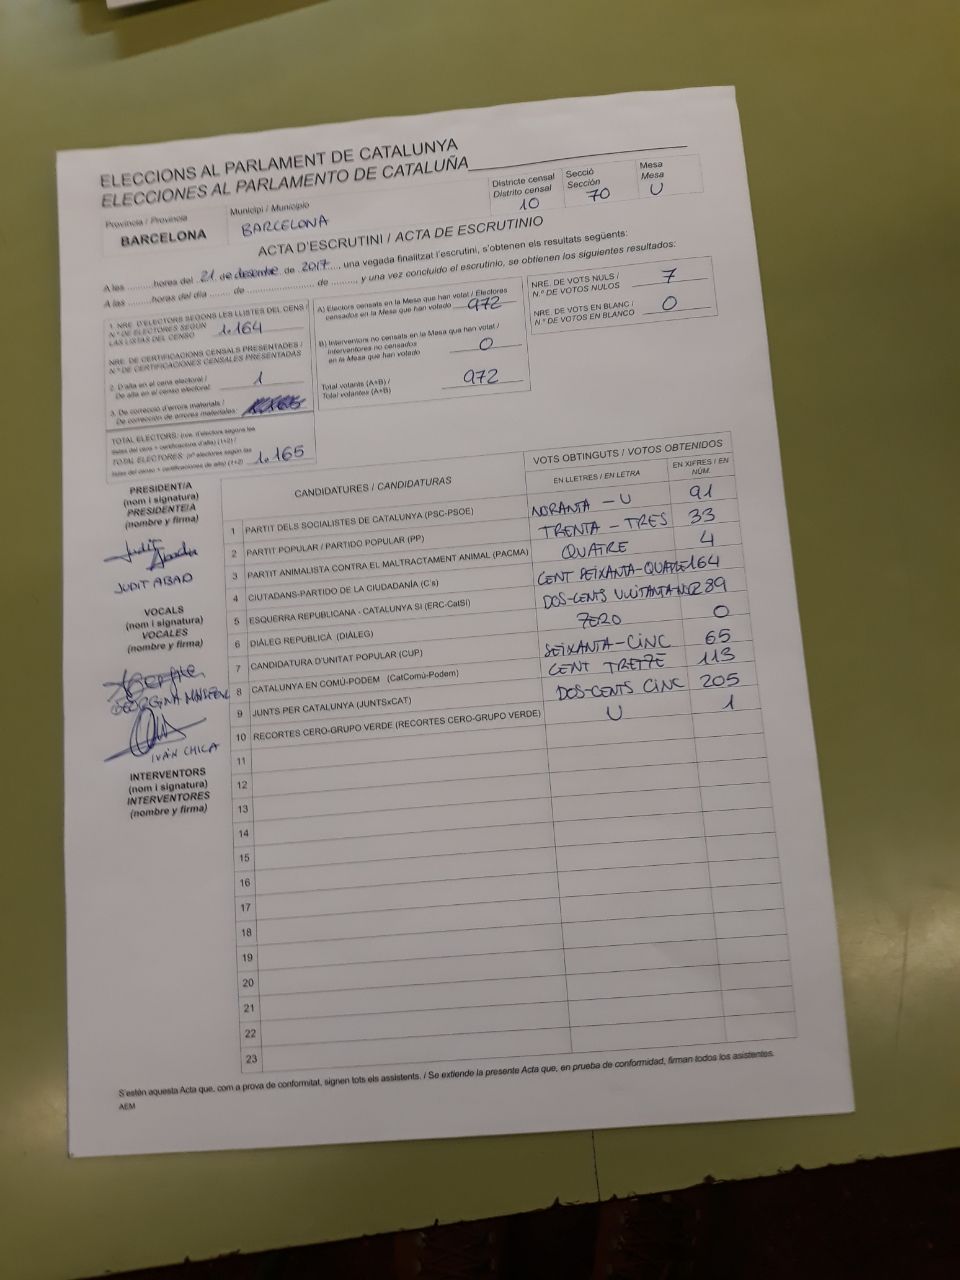 ELECCIONS AL PARLAMENT DE CATALUNYA
ELECCIONES AL PARLAMENTO DE CATALUÑA
Província / Provincia
BARCELONA
Municipi / Municipio
BARCELONA
Districte censal
Distrito censal
10
Secció
Sección
70
Mesa
Mesa
U
ACTA D'ESCRUTINI / ACTA DE ESCRUTINIO
A les ........horas del 21 de desembre de 2017..., una vegada finalitzat l'escrutini, s'obtenen els resultats següents:
A las ........horas del día ........ de ........................ de ........ y una vez concluido el escrutinio, se obtienen los siguientes resultados:
1. NRE. D'ELECTORS SEGONS LES LLISTES DEL CENS /
N.º DE ELECTORES SEGÚN
LAS LISTAS DEL CENSO
1.164
NRE. DE CERTIFICACIONS CENSALS PRESENTADES /
N.º DE CERTIFICACIONES CENSALES PRESENTADAS
2. D'alta en el cens electoral /
De alta en el censo electoral:
1
3. De correcció d'errors materials /
De corrección de errores materiales:
TOTAL ELECTORS: (nre. d'electors segons les
llistes del cens + certificacions d'alta) (1+2) /
TOTAL ELECTORES: (nº electores según las
listas del censo + certificaciones de alta) (1+2)
1.165
A) Electors censats en la Mesa que han votat / Electores
censados en la Mesa que han votado
972
B) Interventors no censats en la Mesa que han votat /
Interventores no censados
en la Mesa que han votado
0
Total votants (A+B) /
Total votantes (A+B)
972
NRE. DE VOTS NULS /
N.º DE VOTOS NULOS
7
NRE. DE VOTS EN BLANC /
N.º DE VOTOS EN BLANCO
0
PRESIDENT/A
(nom i signatura)
PRESIDENTE/A
(nombre y firma)
JUDIT ABAD
VOCALS
(nom i signatura)
VOCALES
(nombre y firma)
GEORGINA
IVÁN CHICA
INTERVENTORS
(nom i signatura)
INTERVENTORES
(nombre y firma)
CANDIDATURES / CANDIDATURAS
VOTS OBTINGUTS / VOTOS OBTENIDOS
EN LLETRES / EN LETRA
EN XIFRES / EN NÚM.
1 PARTIT DELS SOCIALISTES DE CATALUNYA (PSC-PSOE) NORANTA - U 91
2 PARTIT POPULAR / PARTIDO POPULAR (PP) TRENTA - TRES 33
3 PARTIT ANIMALISTA CONTRA EL MALTRACTAMENT ANIMAL (PACMA) QUATRE 4
4 CIUTADANS-PARTIDO DE LA CIUDADANÍA (C's) CENT SEIXANTA-QUATRE 164
5 ESQUERRA REPUBLICANA - CATALUNYA SI (ERC-CatSI) DOS-CENTS VUITANTA NOU 289
6 DIÀLEG REPUBLICÀ (DIÀLEG) ZERO 0
7 CANDIDATURA D'UNITAT POPULAR (CUP) SEIXANTA-CINC 65
8 CATALUNYA EN COMÚ-PODEM (CatComú-Podem) CENT TRETZE 113
9 JUNTS PER CATALUNYA (JUNTSxCAT) DOS-CENTS CINC 205
10 RECORTES CERO-GRUPO VERDE (RECORTES CERO-GRUPO VERDE) U 1
11
12
13
14
15
16
17
18
19
20
21
22
23
S'estén aquesta Acta que, com a prova de conformitat, signen tots els assistents. / Se extiende la presente Acta que, en prueba de conformidad, firman todos los asistentes.
AEM